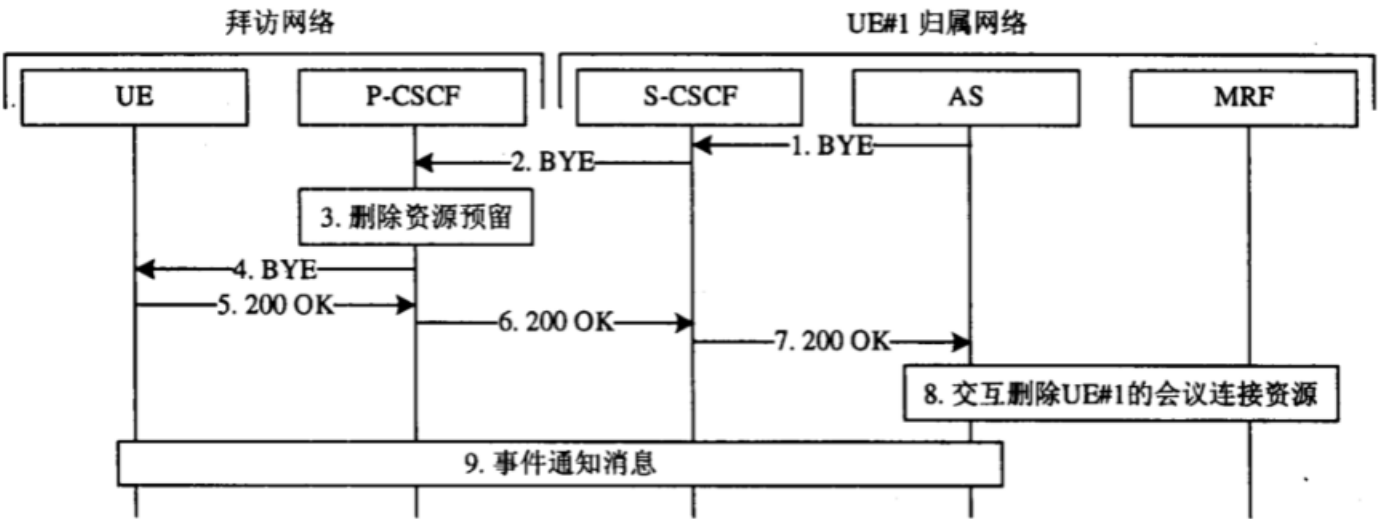 拜访网络 UE#1 归属网络
UE P-CSCF S-CSCF AS MRF
1. BYE
2. BYE
3. 删除资源预留
4. BYE
5. 200 OK
6. 200 OK
7. 200 OK
8. 交互删除UE#1的会议连接资源
9. 事件通知消息